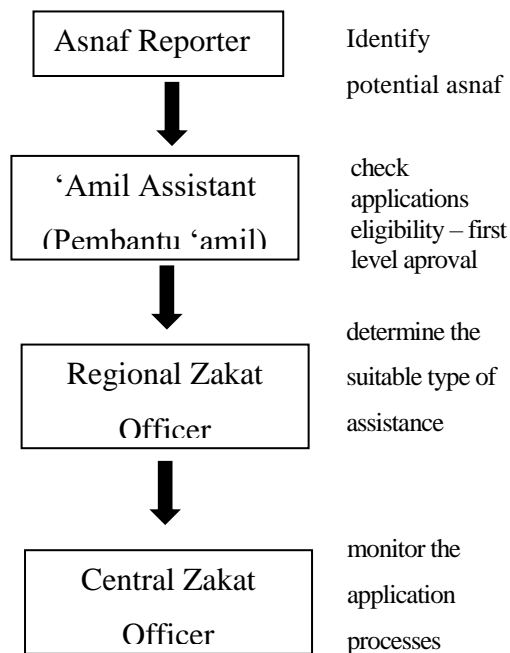 Asnaf Reporter
Identify
potential asnaf
‘Amil Assistant
(Pembantu ‘amil)
check
applications
eligibility – first
level aproval
Regional Zakat
Officer
determine the
suitable type of
assistance
Central Zakat
Officer
monitor the
application
processes